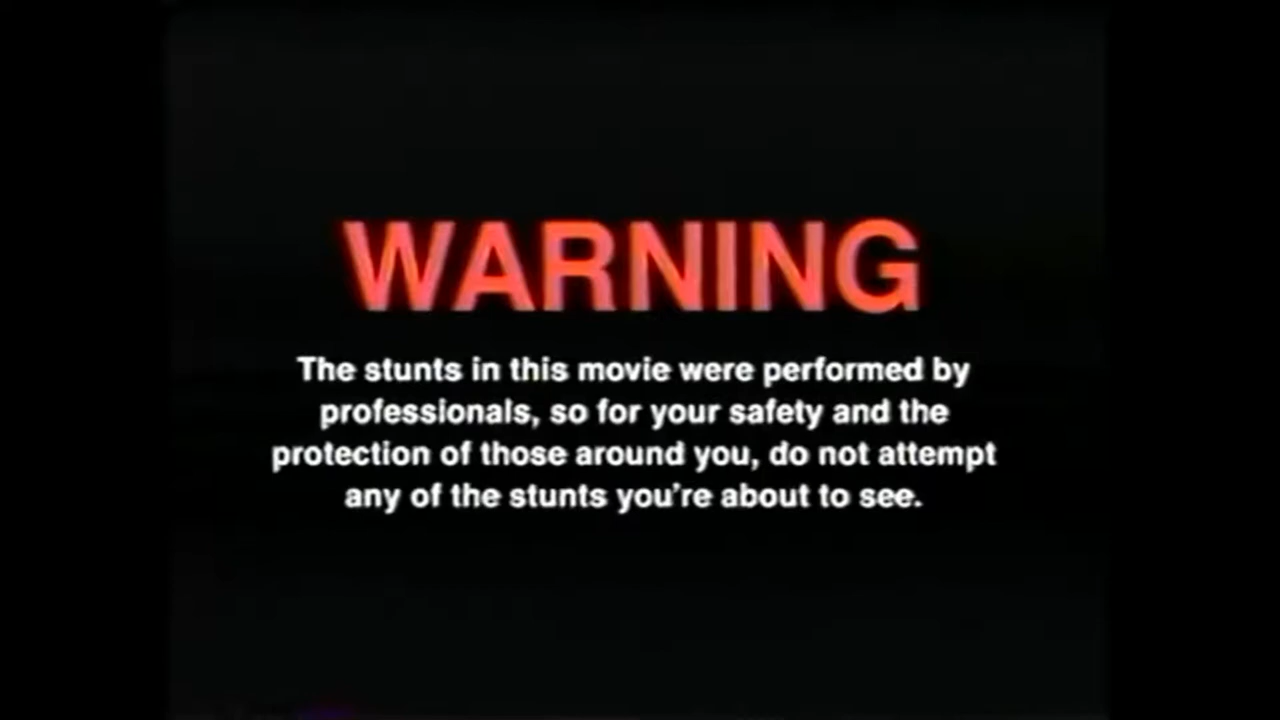 WARNING
The stunts in this movie were performed by
professionals, so for your safety and the
protection of those around you, do not attempt
any of the stunts you're about to see.